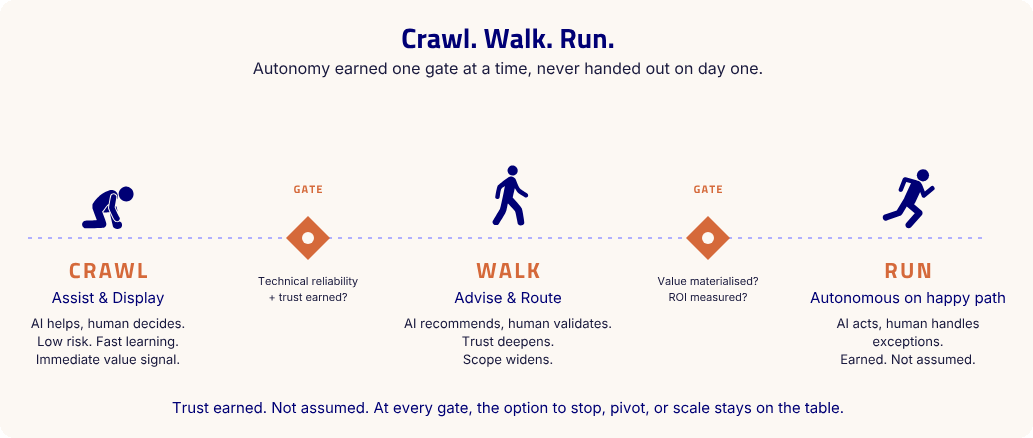 Crawl. Walk. Run.
Autonomy earned one gate at a time, never handed out on day one.
GATE
GATE
CRAWL
Assist & Display
AI helps, human decides.
Low risk. Fast learning.
Immediate value signal.
Technical reliability
+ trust earned?
WALK
Advise & Route
AI recommends, human validates.
Trust deepens.
Scope widens.
Value materialised?
ROI measured?
RUN
Autonomous on happy path
AI acts, human handles
exceptions.
Earned. Not assumed.
Trust earned. Not assumed. At every gate, the option to stop, pivot, or scale stays on the table.